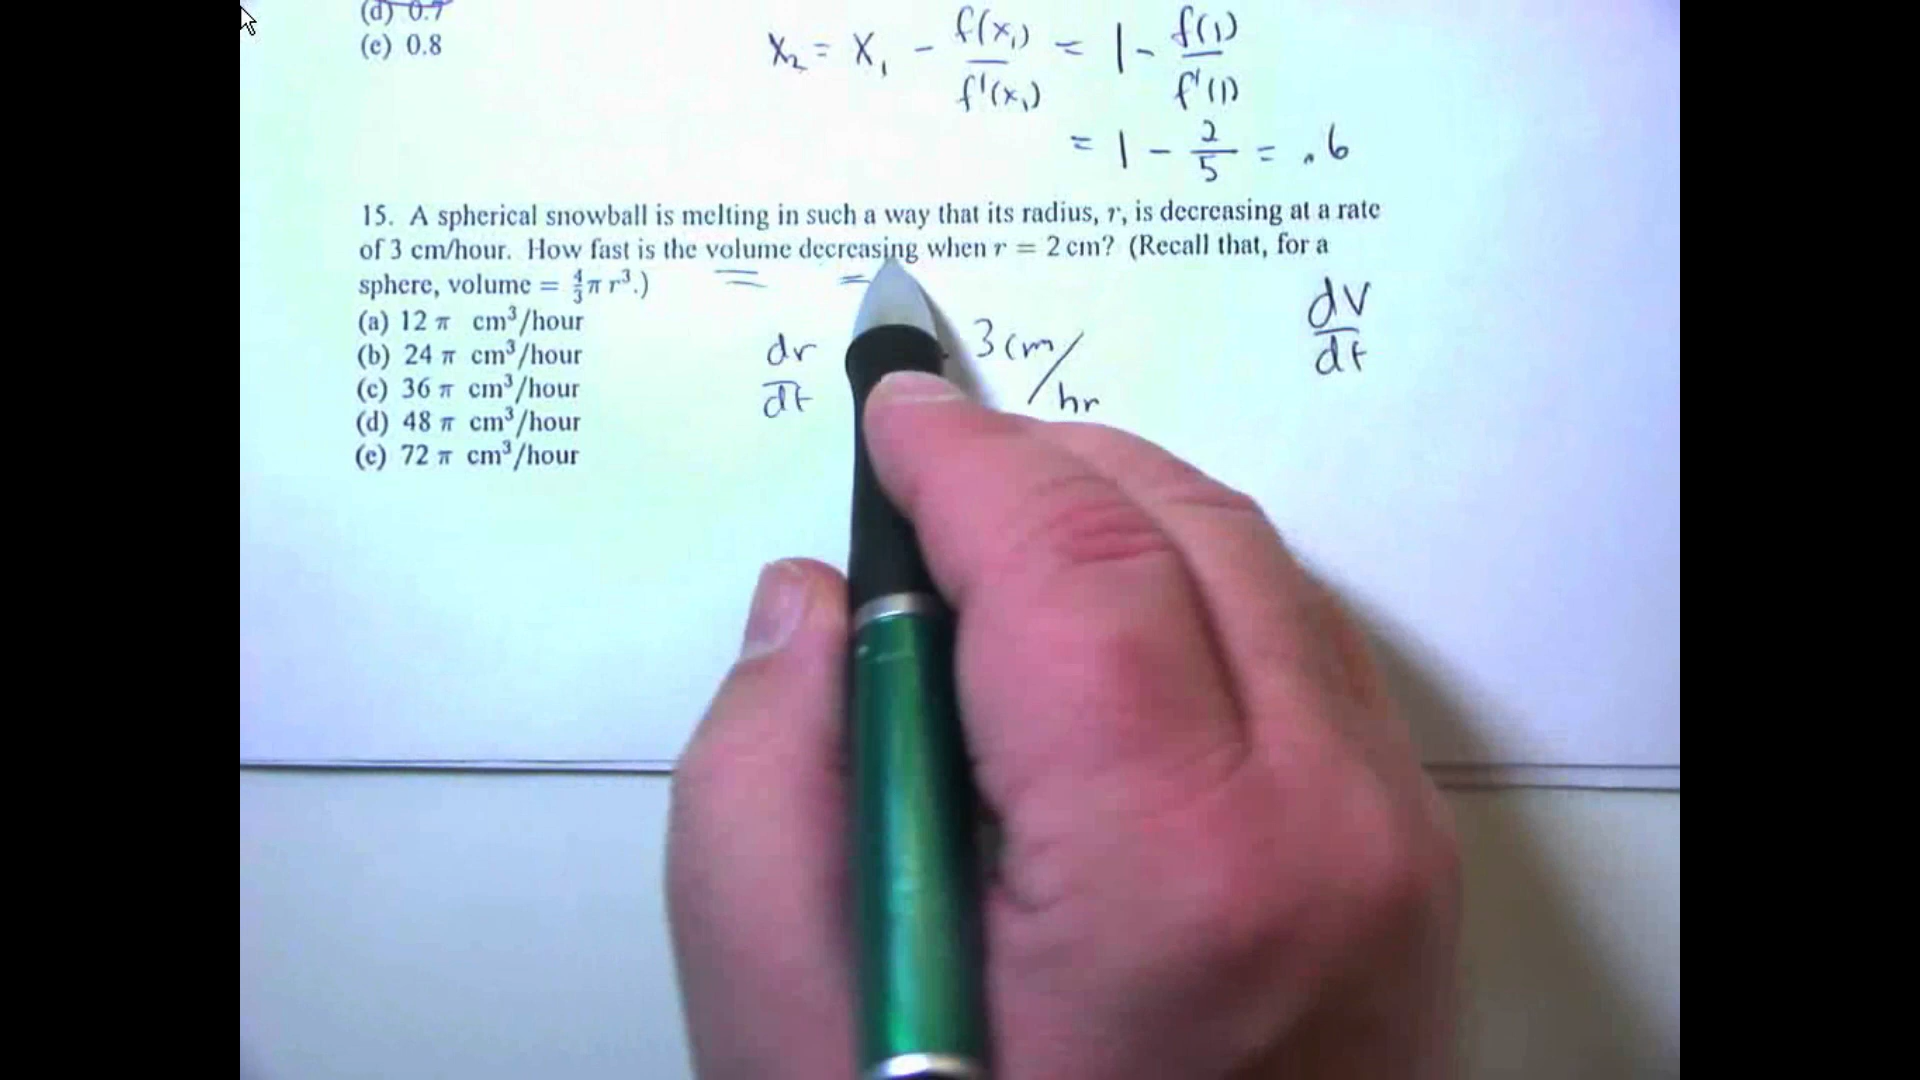 (d) 0.7
(e) 0.8
x₂ = x₁ - f(x₁)/f'(x₁) = 1 - f(1)/f'(1)
= 1 - 2/5 = .6
15. A spherical snowball is melting in such a way that its radius, r, is decreasing at a rate
of 3 cm/hour. How fast is the volume decreasing when r = 2 cm? (Recall that, for a
sphere, volume = 4/3 π r³.)
(a) 12 π cm³/hour
(b) 24 π cm³/hour
(c) 36 π cm³/hour
(d) 48 π cm³/hour
(e) 72 π cm³/hour
dr/dt
3 cm/hr
dV/dt